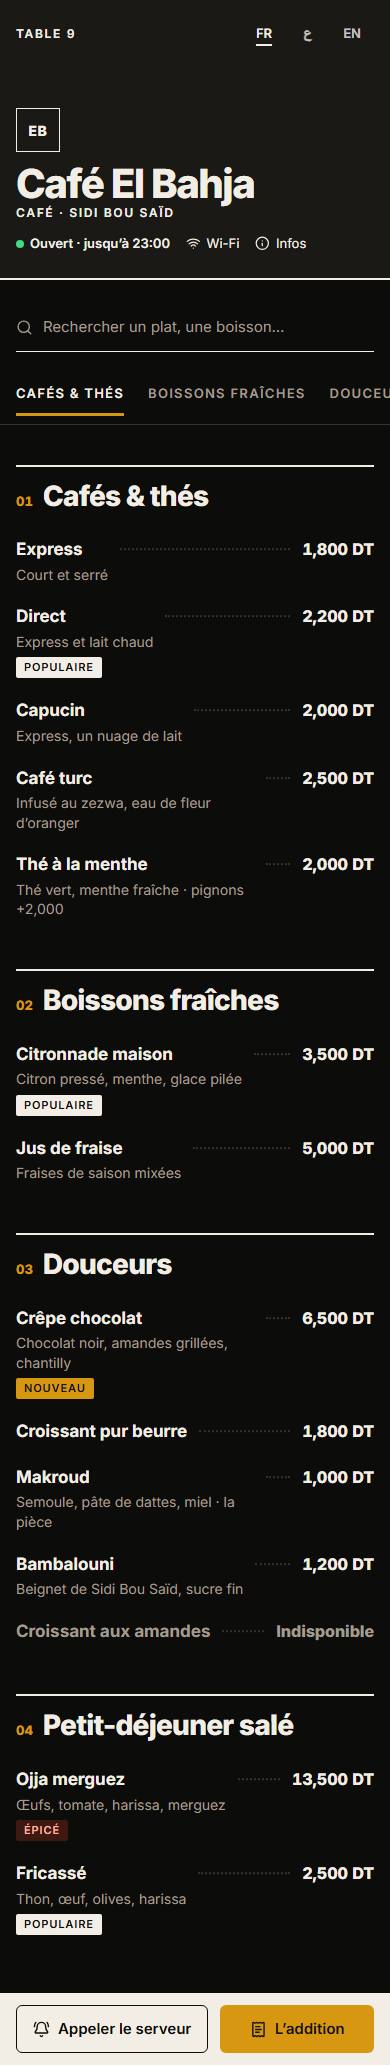 TABLE 9
FR ع EN
EB
Café El Bahja
CAFÉ · SIDI BOU SAÏD
Ouvert · jusqu’à 23:00 Wi-Fi Infos
Rechercher un plat, une boisson...
CAFÉS & THÉS BOISSONS FRAÎCHES DOUCEU
01 Cafés & thés
Express 1,800 DT
Court et serré
Direct 2,200 DT
Express et lait chaud
POPULAIRE
Capucin 2,000 DT
Express, un nuage de lait
Café turc 2,500 DT
Infusé au zezwa, eau de fleur
d’oranger
Thé à la menthe 2,000 DT
Thé vert, menthe fraîche · pignons
+2,000
02 Boissons fraîches
Citronnade maison 3,500 DT
Citron pressé, menthe, glace pilée
POPULAIRE
Jus de fraise 5,000 DT
Fraises de saison mixées
03 Douceurs
Crêpe chocolat 6,500 DT
Chocolat noir, amandes grillées,
chantilly
NOUVEAU
Croissant pur beurre 1,800 DT
Makroud 1,000 DT
Semoule, pâte de dattes, miel · la
pièce
Bambalouni 1,200 DT
Beignet de Sidi Bou Saïd, sucre fin
Croissant aux amandes Indisponible
04 Petit-déjeuner salé
Ojja merguez 13,500 DT
Œufs, tomate, harissa, merguez
ÉPICÉ
Fricassé 2,500 DT
Thon, œuf, olives, harissa
POPULAIRE
Appeler le serveur L’addition